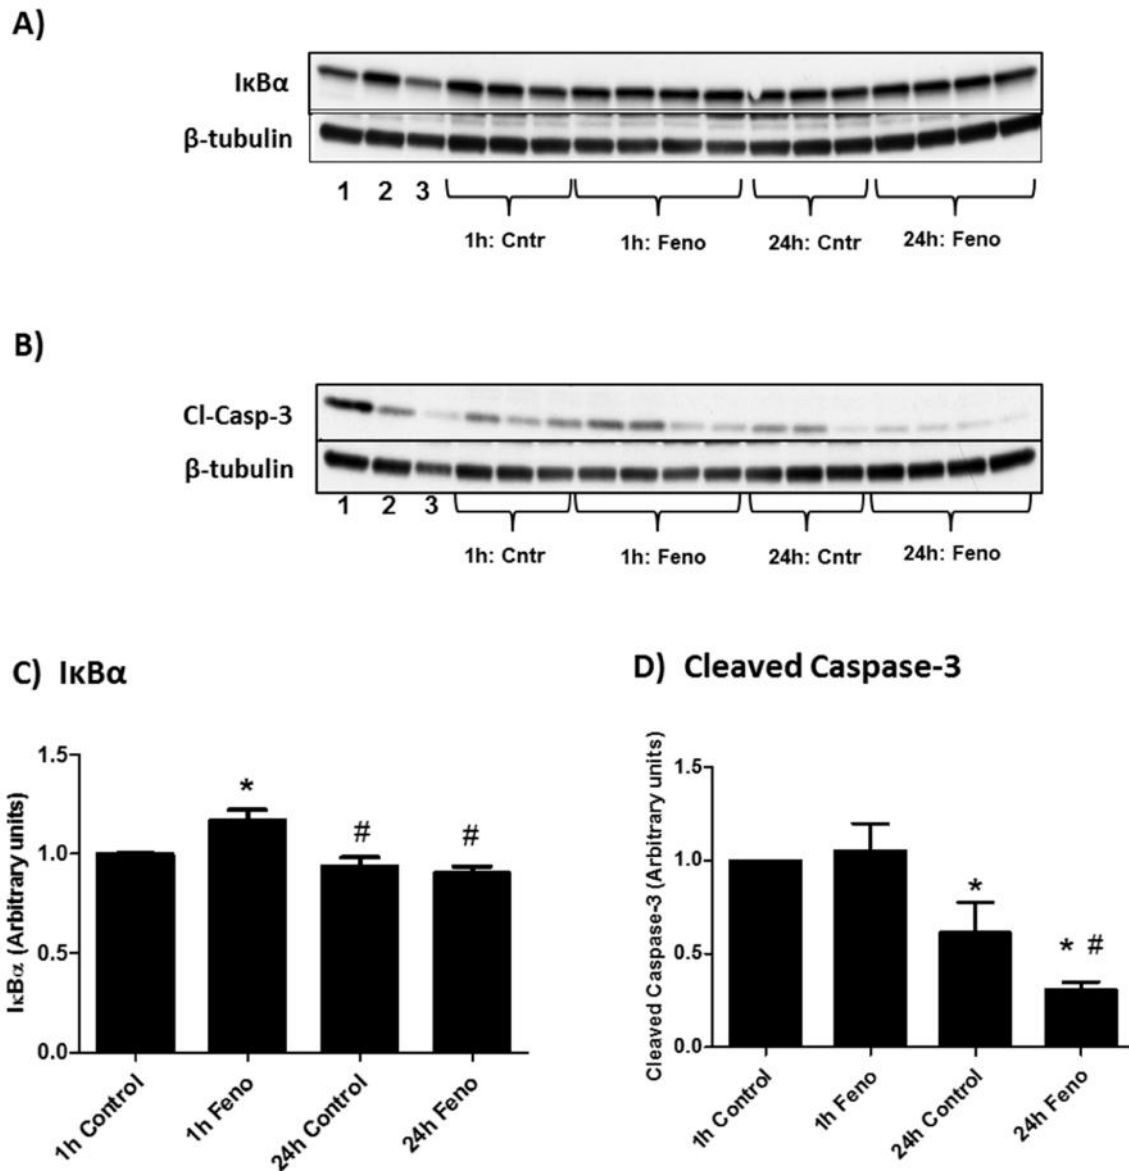 A)
IκBα
β-tubulin
1 2 3
1h: Cntr 1h: Feno 24h: Cntr 24h: Feno
B)
Cl-Casp-3
β-tubulin
1 2 3
1h: Cntr 1h: Feno 24h: Cntr 24h: Feno
C) IκBα
IκBα (Arbitrary units)
1.5
1.0
0.5
0.0
* # #
1h Control 1h Feno 24h Control 24h Feno
D) Cleaved Caspase-3
Cleaved Caspase-3 (Arbitrary units)
1.5
1.0
0.5
0.0
* * #
1h Control 1h Feno 24h Control 24h Feno